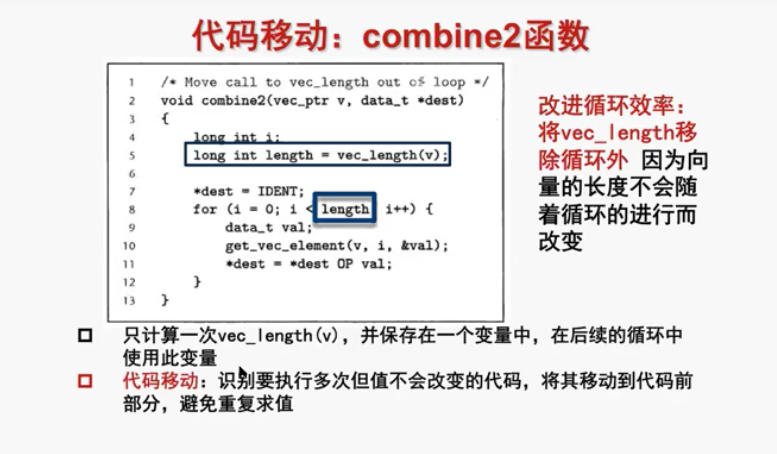 代码移动：combine2函数
1 /* Move call to vec_length out of loop */
2 void combine2(vec_ptr v, data_t *dest)
3 {
4 long int i;
5 long int length = vec_length(v);
6
7 *dest = IDENT;
8 for (i = 0; i < length i++) {
9 data_t val;
10 get_vec_element(v, i, &val);
11 *dest = *dest OP val;
12 }
13 }
改进循环效率：
将vec_length移
除循环外 因为向
量的长度不会随
着循环的进行而
改变
只计算一次vec_length(v)，并保存在一个变量中，在后续的循环中
使用此变量
代码移动：识别要执行多次但值不会改变的代码，将其移动到代码前
部分，避免重复求值